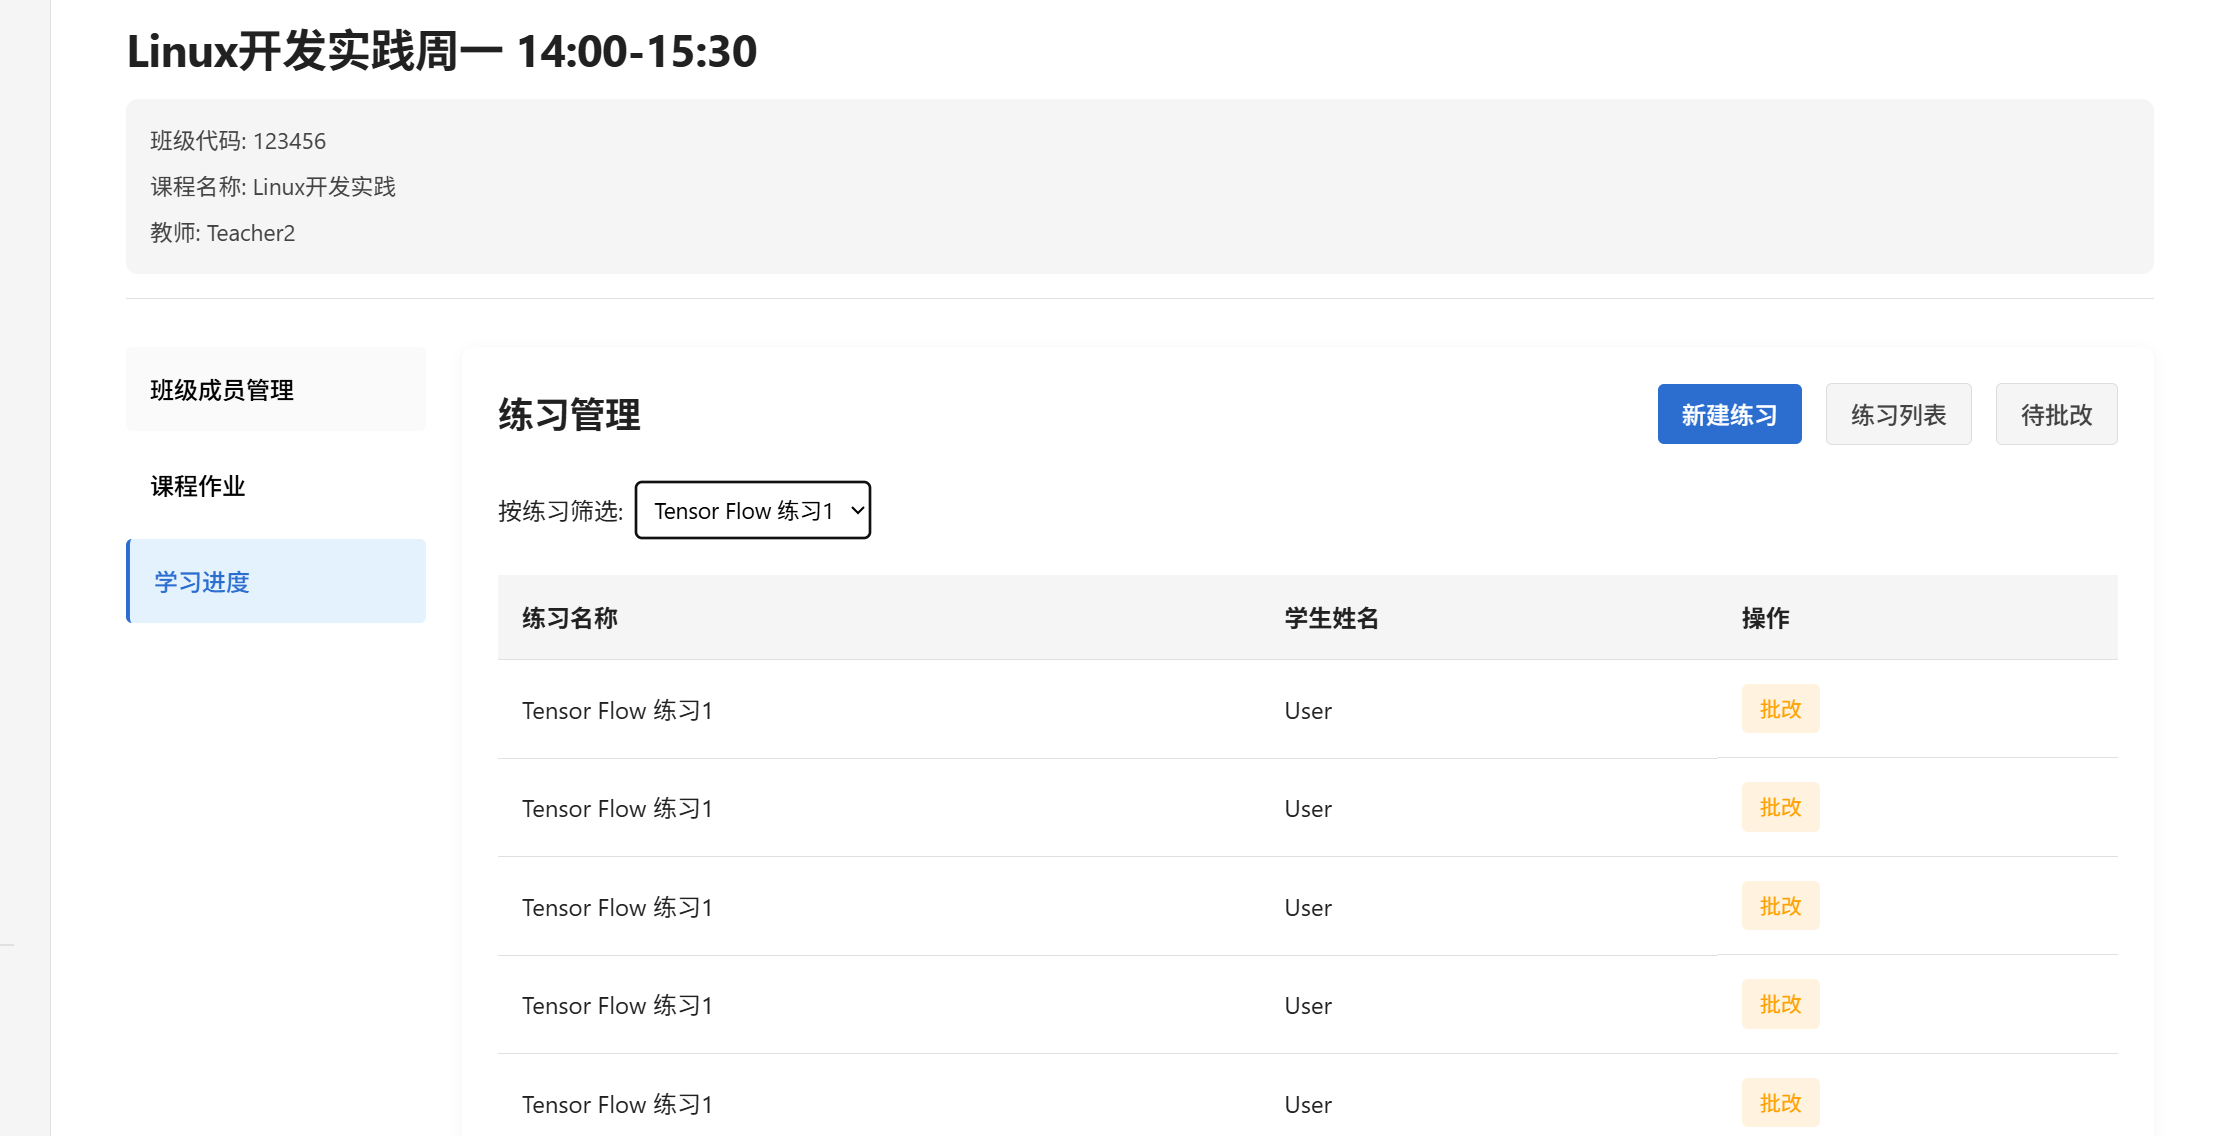 Linux开发实践周一 14:00-15:30
班级代码: 123456
课程名称: Linux开发实践
教师: Teacher2
班级成员管理
课程作业
学习进度
练习管理
新建练习 练习列表 待批改
按练习筛选: Tensor Flow 练习1
练习名称 学生姓名 操作
Tensor Flow 练习1 User 批改
Tensor Flow 练习1 User 批改
Tensor Flow 练习1 User 批改
Tensor Flow 练习1 User 批改
Tensor Flow 练习1 User 批改